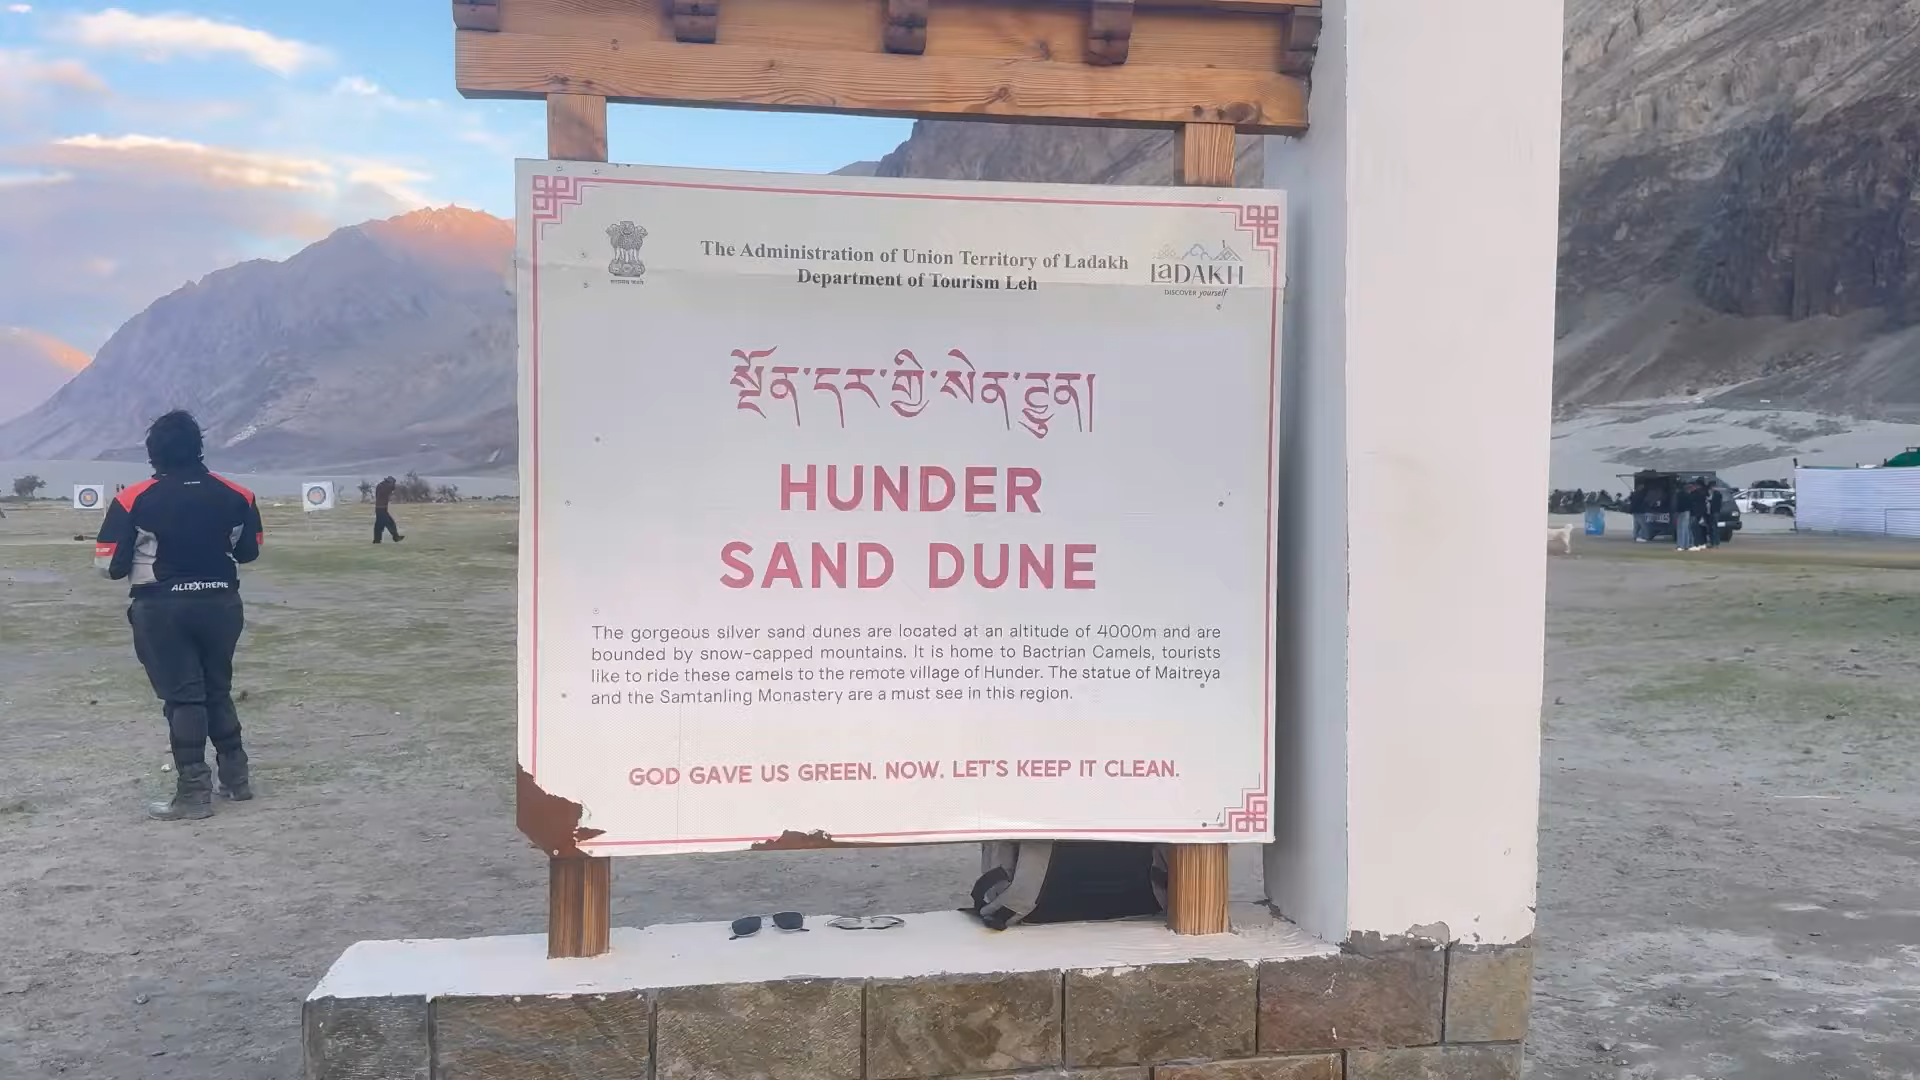 The Administration of Union Territory of Ladakh
Department of Tourism Leh
LaDAKH
DISCOVER yourself
सत्यमेव जयते
སྔོན་དར་གྱི་སེན་ཌུན།
HUNDER
SAND DUNE
The gorgeous silver sand dunes are located at an altitude of 4000m and are
bounded by snow-capped mountains. It is home to Bactrian Camels, tourists
like to ride these camels to the remote village of Hunder. The statue of Maitreya
and the Samtanling Monastery are a must see in this region.
GOD GAVE US GREEN. NOW. LET'S KEEP IT CLEAN.
ALLEXTREME